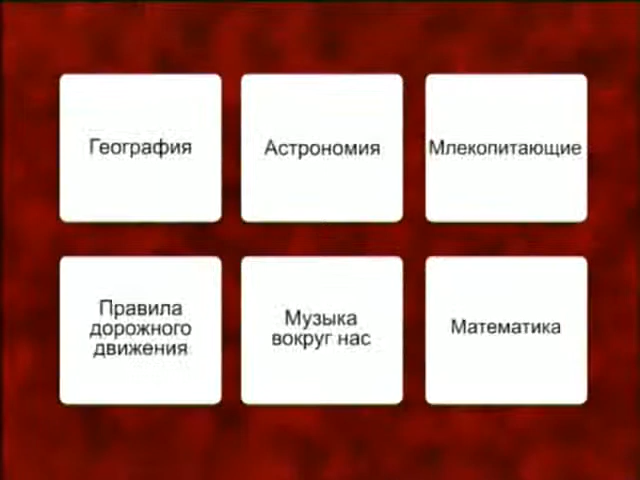 География
Астрономия
Млекопитающие
Правила
дорожного
движения
Музыка
вокруг нас
Математика